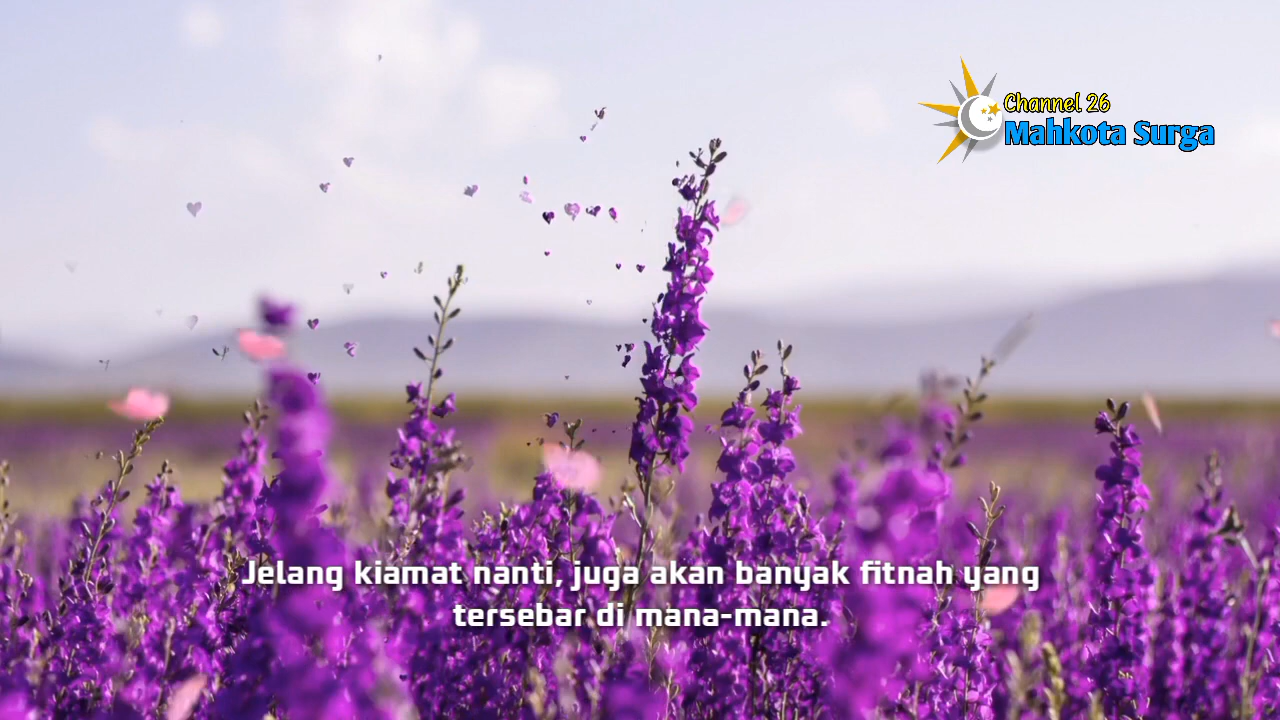 Channel 26
Mahkota Surga
Jelang kiamat nanti, juga akan banyak fitnah yang
tersebar di mana-mana.